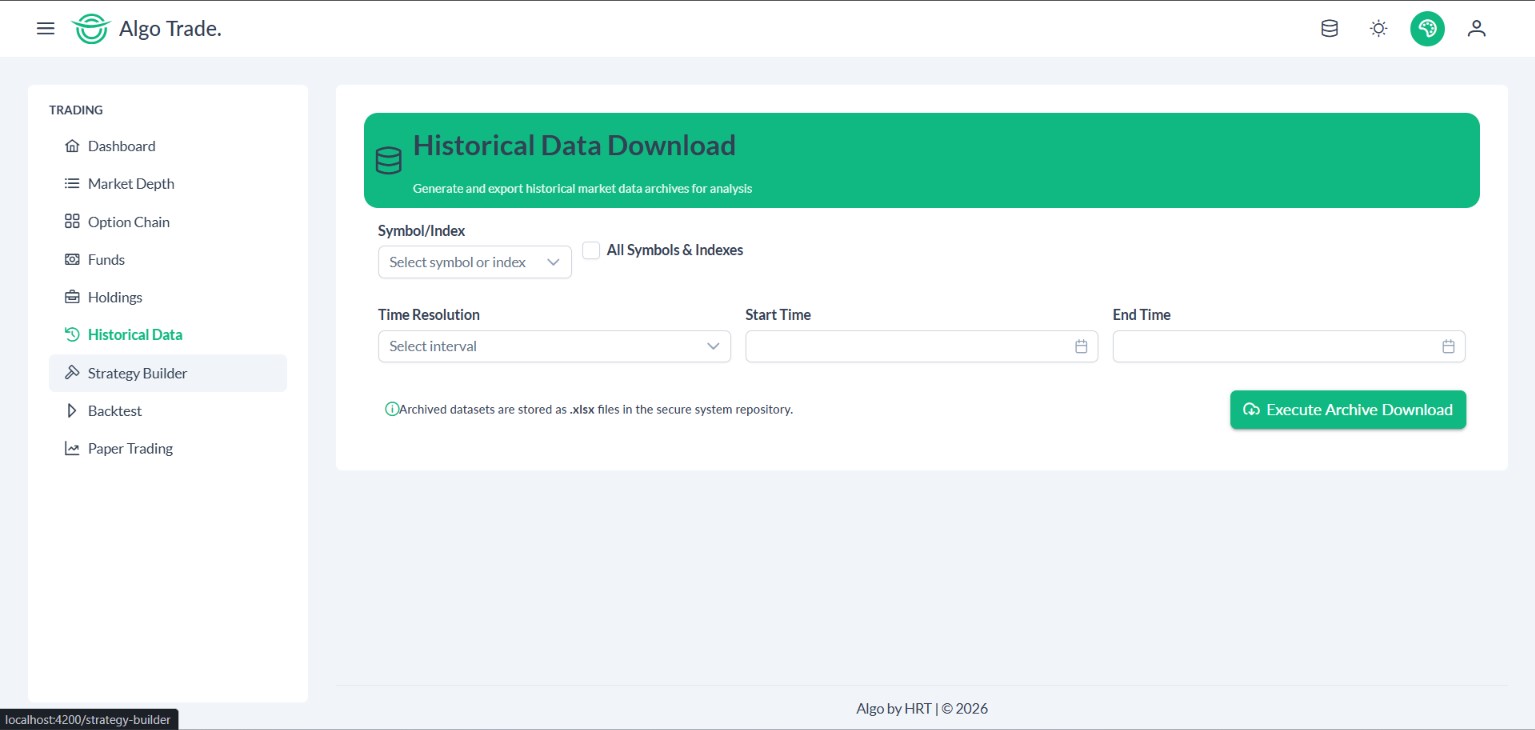 Algo Trade.
TRADING
Dashboard
Market Depth
Option Chain
Funds
Holdings
Historical Data
Strategy Builder
Backtest
Paper Trading
Historical Data Download
Generate and export historical market data archives for analysis
Symbol/Index
Select symbol or index
All Symbols & Indexes
Time Resolution
Start Time
End Time
Select interval
Archived datasets are stored as .xlsx files in the secure system repository.
Execute Archive Download
Algo by HRT | © 2026
localhost:4200/strategy-builder